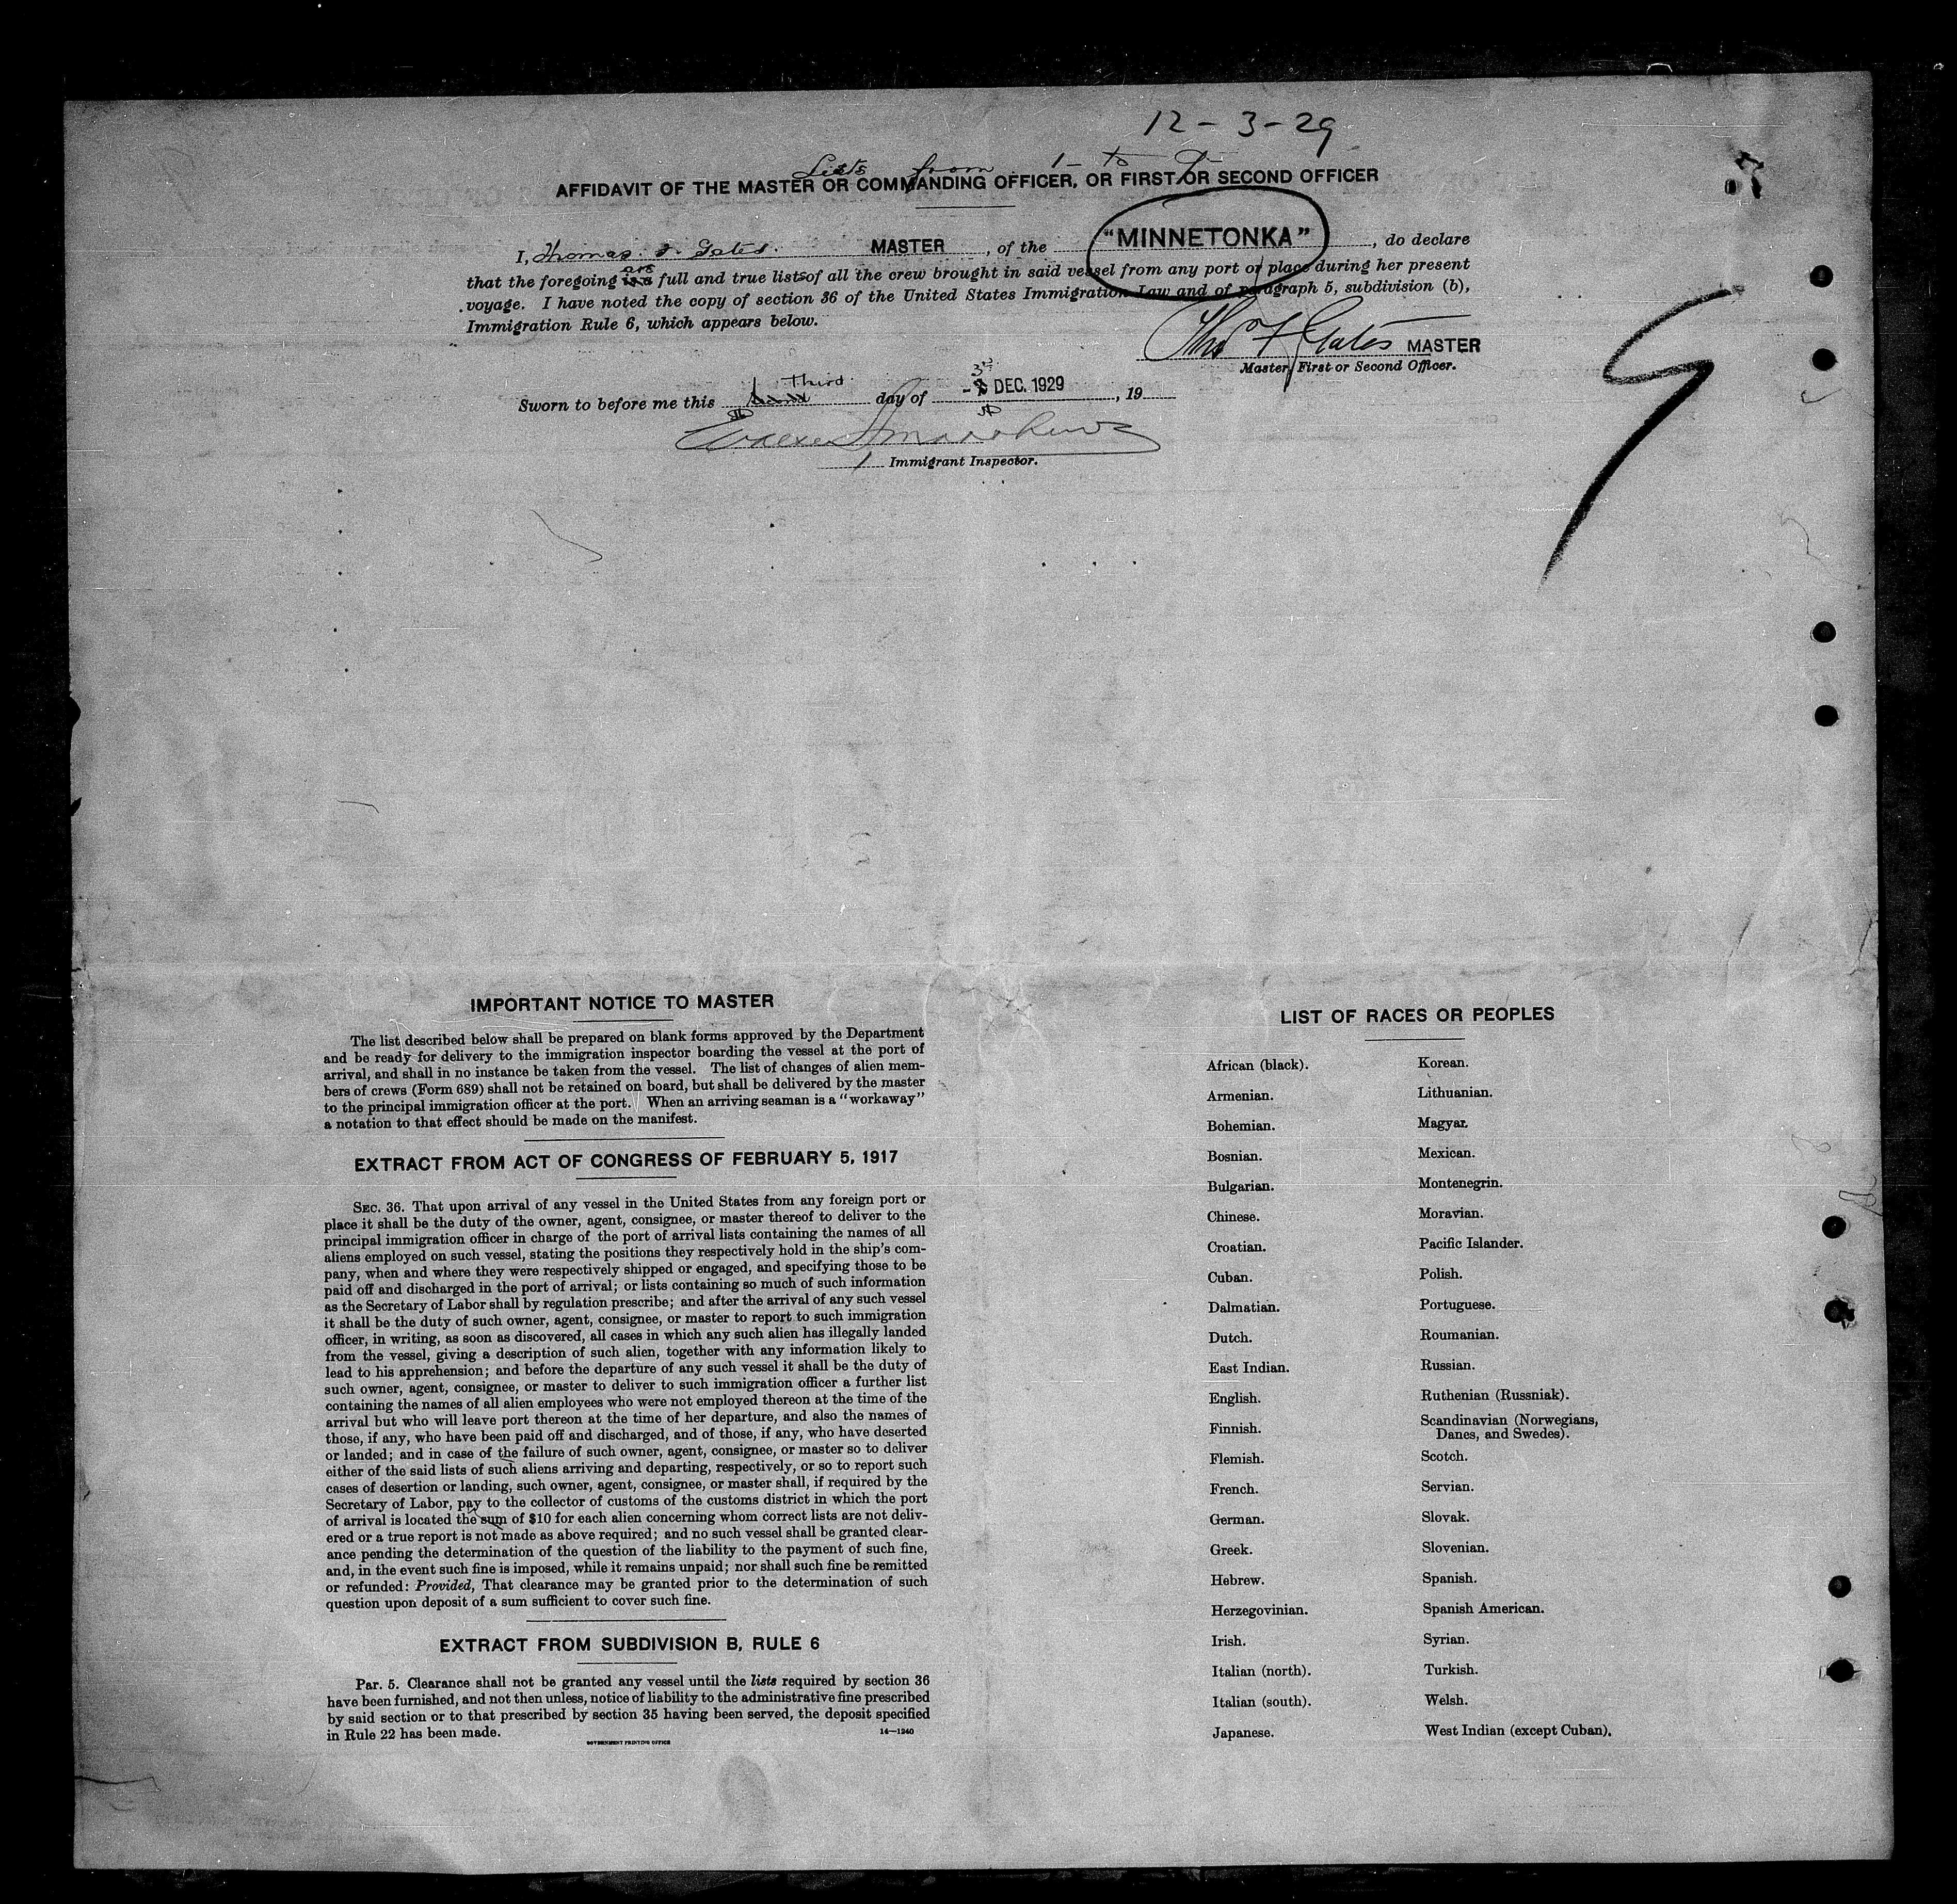 12-3-29
Lists from 1- to 9-
AFFIDAVIT OF THE MASTER OR COMMANDING OFFICER, OR FIRST OR SECOND OFFICER
I, Thomas F. Gates. MASTER, of the "MINNETONKA", do declare
that the foregoing are full and true lists of all the crew brought in said vessel from any port or place during her present
voyage. I have noted the copy of section 36 of the United States Immigration Law and of paragraph 5, subdivision (b),
Immigration Rule 6, which appears below.
Thos F Gates MASTER
Master, First or Second Officer.
Sworn to before me this third day of 3rd DEC. 1929, 19
Immigrant Inspector.
IMPORTANT NOTICE TO MASTER
The list described below shall be prepared on blank forms approved by the Department
and be ready for delivery to the immigration inspector boarding the vessel at the port of
arrival, and shall in no instance be taken from the vessel. The list of changes of alien mem-
bers of crews (Form 689) shall not be retained on board, but shall be delivered by the master
to the principal immigration officer at the port. When an arriving seaman is a "workaway"
a notation to that effect should be made on the manifest.
EXTRACT FROM ACT OF CONGRESS OF FEBRUARY 5, 1917
SEC. 36. That upon arrival of any vessel in the United States from any foreign port or
place it shall be the duty of the owner, agent, consignee, or master thereof to deliver to the
principal immigration officer in charge of the port of arrival lists containing the names of all
aliens employed on such vessel, stating the positions they respectively hold in the ship's com-
pany, when and where they were respectively shipped or engaged, and specifying those to be
paid off and discharged in the port of arrival; or lists containing so much of such information
as the Secretary of Labor shall by regulation prescribe; and after the arrival of any such vessel
it shall be the duty of such owner, agent, consignee, or master to report to such immigration
officer, in writing, as soon as discovered, all cases in which any such alien has illegally landed
from the vessel, giving a description of such alien, together with any information likely to
lead to his apprehension; and before the departure of any such vessel it shall be the duty of
such owner, agent, consignee, or master to deliver to such immigration officer a further list
containing the names of all alien employees who were not employed thereon at the time of the
arrival but who will leave port thereon at the time of her departure, and also the names of
those, if any, who have been paid off and discharged, and of those, if any, who have deserted
or landed; and in case of the failure of such owner, agent, consignee, or master so to deliver
either of the said lists of such aliens arriving and departing, respectively, or so to report such
cases of desertion or landing, such owner, agent, consignee, or master shall, if required by the
Secretary of Labor, pay to the collector of customs of the customs district in which the port
of arrival is located the sum of $10 for each alien concerning whom correct lists are not deliv-
ered or a true report is not made as above required; and no such vessel shall be granted clear-
ance pending the determination of the question of the liability to the payment of such fine,
and, in the event such fine is imposed, while it remains unpaid; nor shall such fine be remitted
or refunded: Provided, That clearance may be granted prior to the determination of such
question upon deposit of a sum sufficient to cover such fine.
EXTRACT FROM SUBDIVISION B, RULE 6
Par. 5. Clearance shall not be granted any vessel until the lists required by section 36
have been furnished, and not then unless, notice of liability to the administrative fine prescribed
by said section or to that prescribed by section 35 having been served, the deposit specified
in Rule 22 has been made. 14—1240
GOVERNMENT PRINTING OFFICE
LIST OF RACES OR PEOPLES
African (black).
Armenian.
Bohemian.
Bosnian.
Bulgarian.
Chinese.
Croatian.
Cuban.
Dalmatian.
Dutch.
East Indian.
English.
Finnish.
Flemish.
French.
German.
Greek.
Hebrew.
Herzegovinian.
Irish.
Italian (north).
Italian (south).
Japanese.
Korean.
Lithuanian.
Magyar.
Mexican.
Montenegrin.
Moravian.
Pacific Islander.
Polish.
Portuguese.
Roumanian.
Russian.
Ruthenian (Russniak).
Scandinavian (Norwegians,
Danes, and Swedes).
Scotch.
Servian.
Slovak.
Slovenian.
Spanish.
Spanish American.
Syrian.
Turkish.
Welsh.
West Indian (except Cuban).